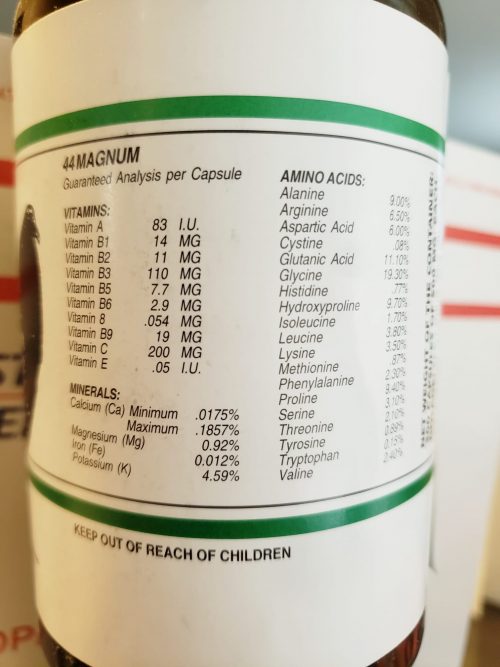 44 MAGNUM
Guaranteed Analysis per Capsule
VITAMINS:
Vitamin A 83 I.U.
Vitamin B1 14 MG
Vitamin B2 11 MG
Vitamin B3 110 MG
Vitamin B5 7.7 MG
Vitamin B6 2.9 MG
Vitamin 8 .054 MG
Vitamin B9 19 MG
Vitamin C 200 MG
Vitamin E .05 I.U.
MINERALS:
Calcium (Ca) Minimum .0175%
Maximum .1857%
Magnesium (Mg) 0.92%
Iron (Fe) 0.012%
Potassium (K) 4.59%
AMINO ACIDS:
Alanine 9.00%
Arginine 6.50%
Aspartic Acid 6.00%
Cystine .08%
Glutanic Acid 11.10%
Glycine 19.30%
Histidine .77%
Hydroxyproline 9.70%
Isoleucine 1.70%
Leucine 3.80%
Lysine 3.50%
Methionine .87%
Phenylalanine 2.30%
Proline 9.40%
Serine 3.10%
Threonine 2.10%
Tyrosine 0.89%
Tryptophan 0.15%
Valine 2.40%
KEEP OUT OF REACH OF CHILDREN